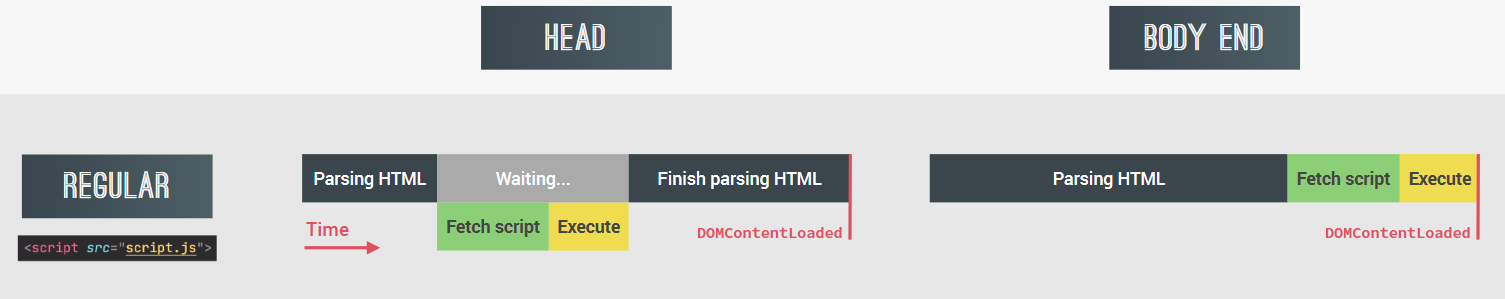 HEAD
BODY END
REGULAR
<script src="script.js">
Parsing HTML
Waiting...
Finish parsing HTML
Time
Fetch script
Execute
DOMContentLoaded
Parsing HTML
Fetch script
Execute
DOMContentLoaded